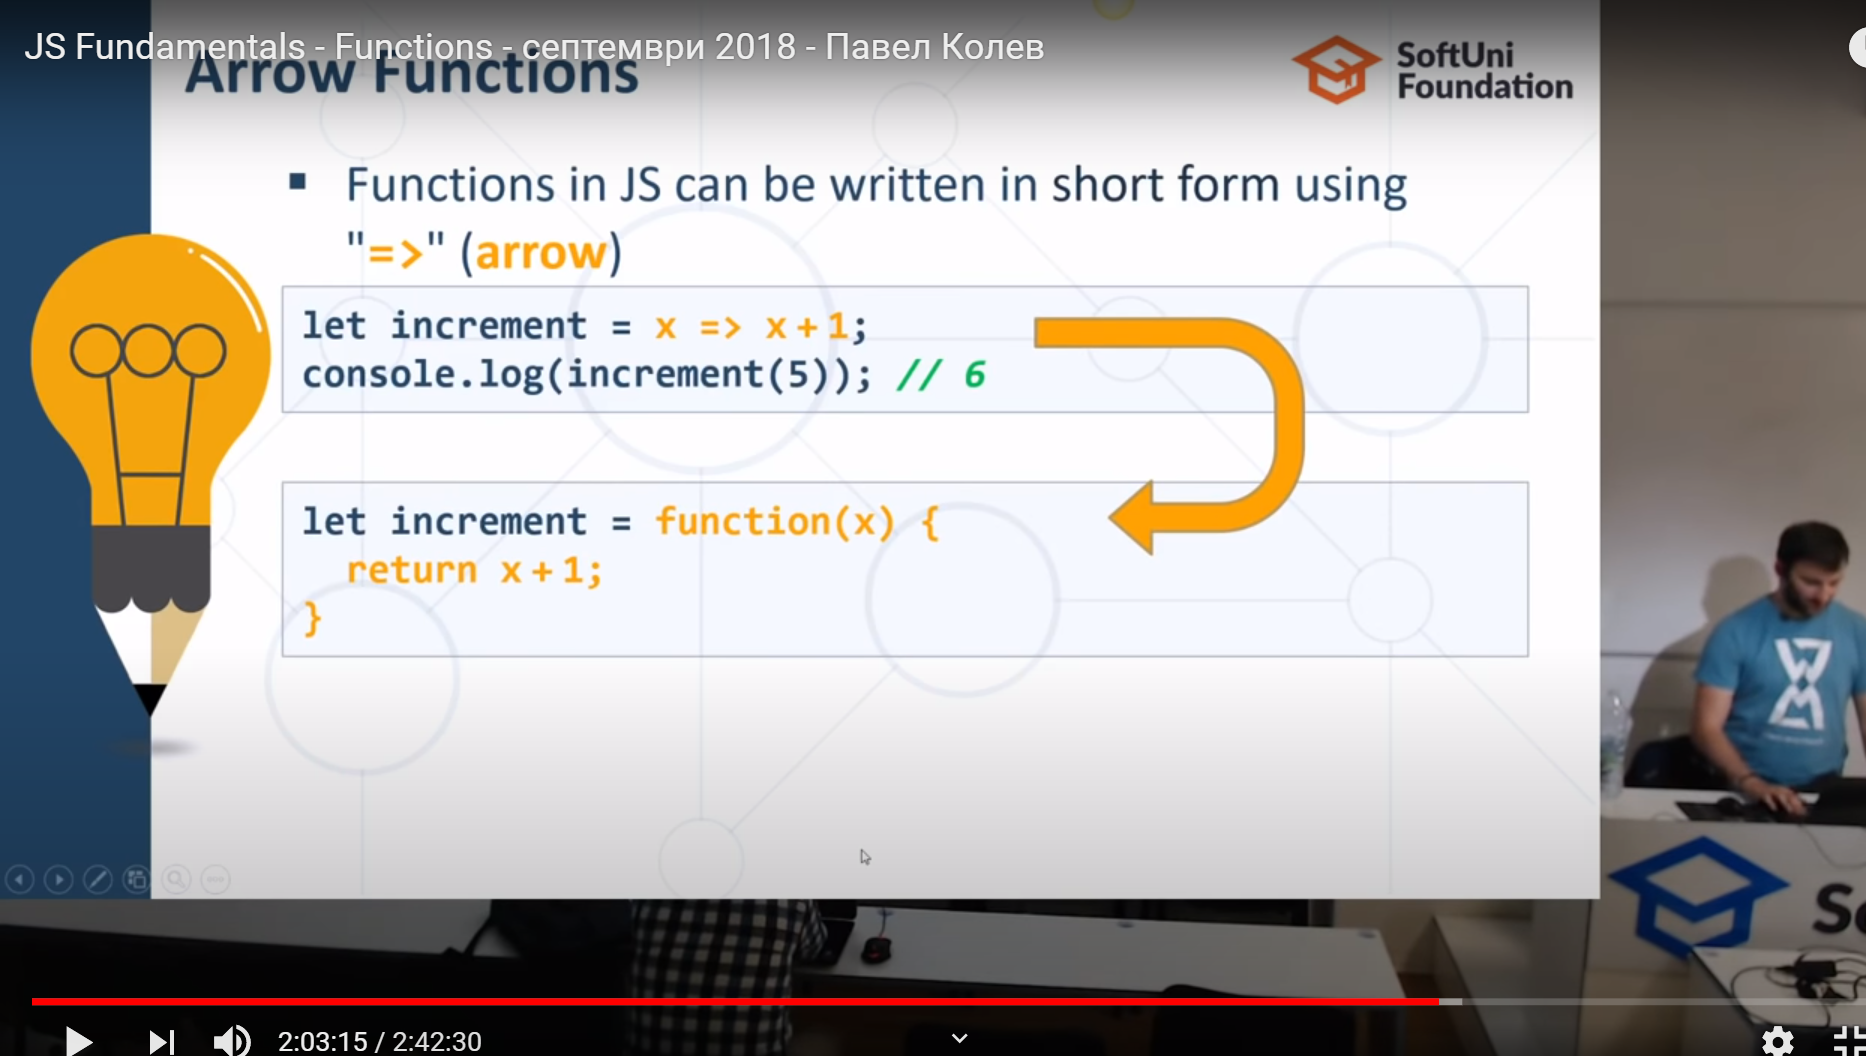 JS Fundamentals - Functions - септември 2018 - Павел Колев
Arrow Functions
SoftUni
Foundation
▪ Functions in JS can be written in short form using
"=>" (arrow)
let increment = x => x+1;
console.log(increment(5)); // 6
let increment = function(x) {
return x+1;
}
2:03:15 / 2:42:30